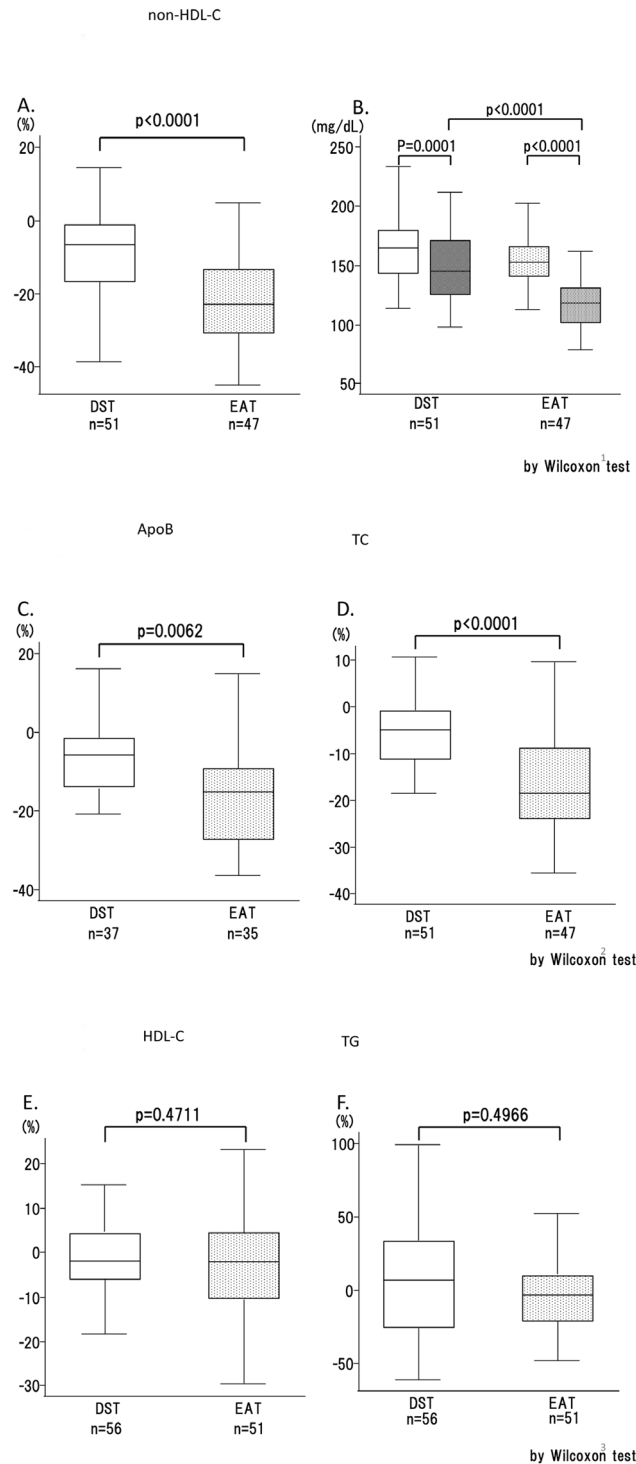 non-HDL-C
A.
(%)
p<0.0001
20
0
-20
-40
DST
n=51
EAT
n=47
B.
(mg/dL)
p<0.0001
P=0.0001
p<0.0001
250
200
150
100
50
DST
n=51
EAT
n=47
by Wilcoxon 1 test
ApoB
C.
(%)
p=0.0062
20
0
-20
-40
DST
n=37
EAT
n=35
TC
D.
(%)
p<0.0001
10
0
-10
-20
-30
-40
DST
n=51
EAT
n=47
by Wilcoxon 2 test
HDL-C
E.
(%)
p=0.4711
20
10
0
-10
-20
-30
DST
n=56
EAT
n=51
TG
F.
(%)
p=0.4966
100
50
0
-50
DST
n=56
EAT
n=51
by Wilcoxon 3 test